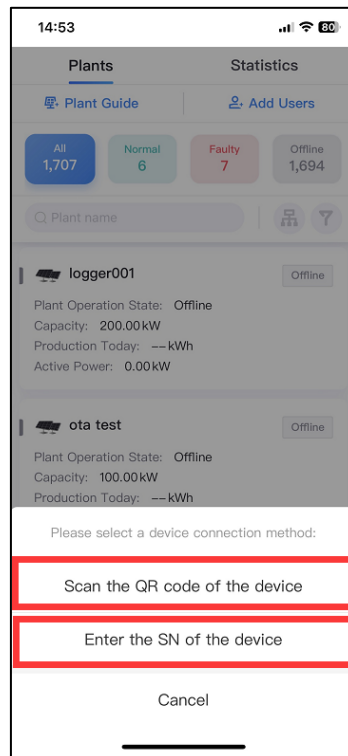 14:53
80
Plants
Statistics
Plant Guide
Add Users
All
1,707
Normal
6
Faulty
7
Offline
1,694
Plant name
logger001
Offline
Plant Operation State: Offline
Capacity: 200.00kW
Production Today: --kWh
Active Power: 0.00kW
ota test
Offline
Plant Operation State: Offline
Capacity: 100.00kW
Production Today: --kWh
Please select a device connection method:
Scan the QR code of the device
Enter the SN of the device
Cancel